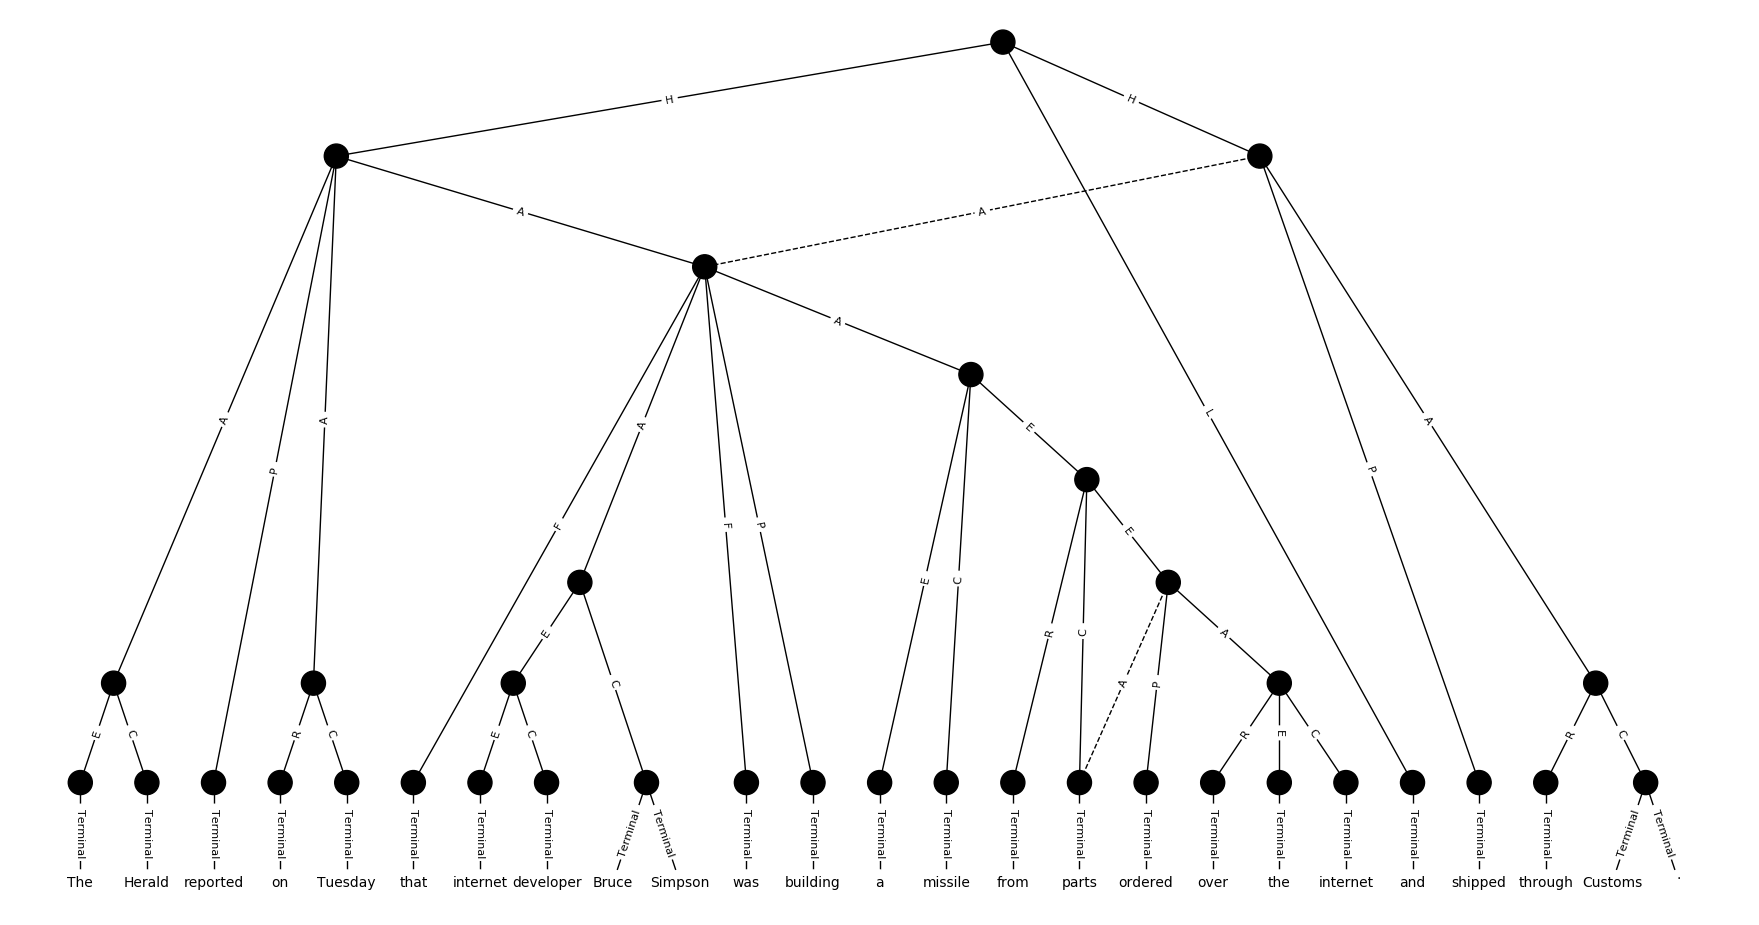 H H
A A
A L
A P A A P A
F A F P E
E C E
E R C E A
E C A P
E C R C E C R E C R C
Terminal Terminal Terminal Terminal Terminal Terminal Terminal Terminal Terminal Terminal Terminal Terminal Terminal Terminal Terminal Terminal Terminal Terminal Terminal Terminal Terminal Terminal Terminal Terminal Terminal Terminal
The Herald reported on Tuesday that internet developer Bruce Simpson was building a missile from parts ordered over the internet and shipped through Customs .